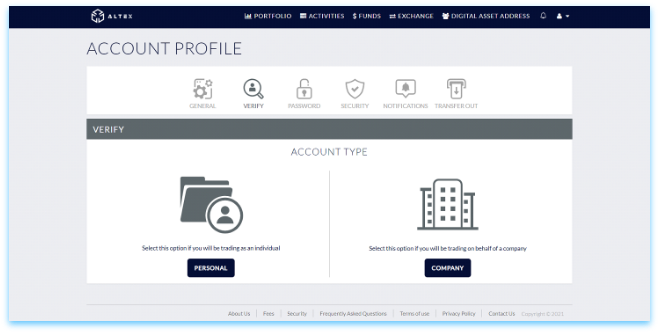 ALTEX PORTFOLIO ACTIVITIES $ FUNDS EXCHANGE DIGITAL ASSET ADDRESS
ACCOUNT PROFILE
GENERAL VERIFY PASSWORD SECURITY NOTIFICATIONS TRANSFER OUT
VERIFY
ACCOUNT TYPE
Select this option if you will be trading as an individual
Select this option if you will be trading on behalf of a company
PERSONAL
COMPANY
About Us | Fees | Security | Frequently Asked Questions | Terms of use | Privacy Policy | Contact Us Copyright © 2021